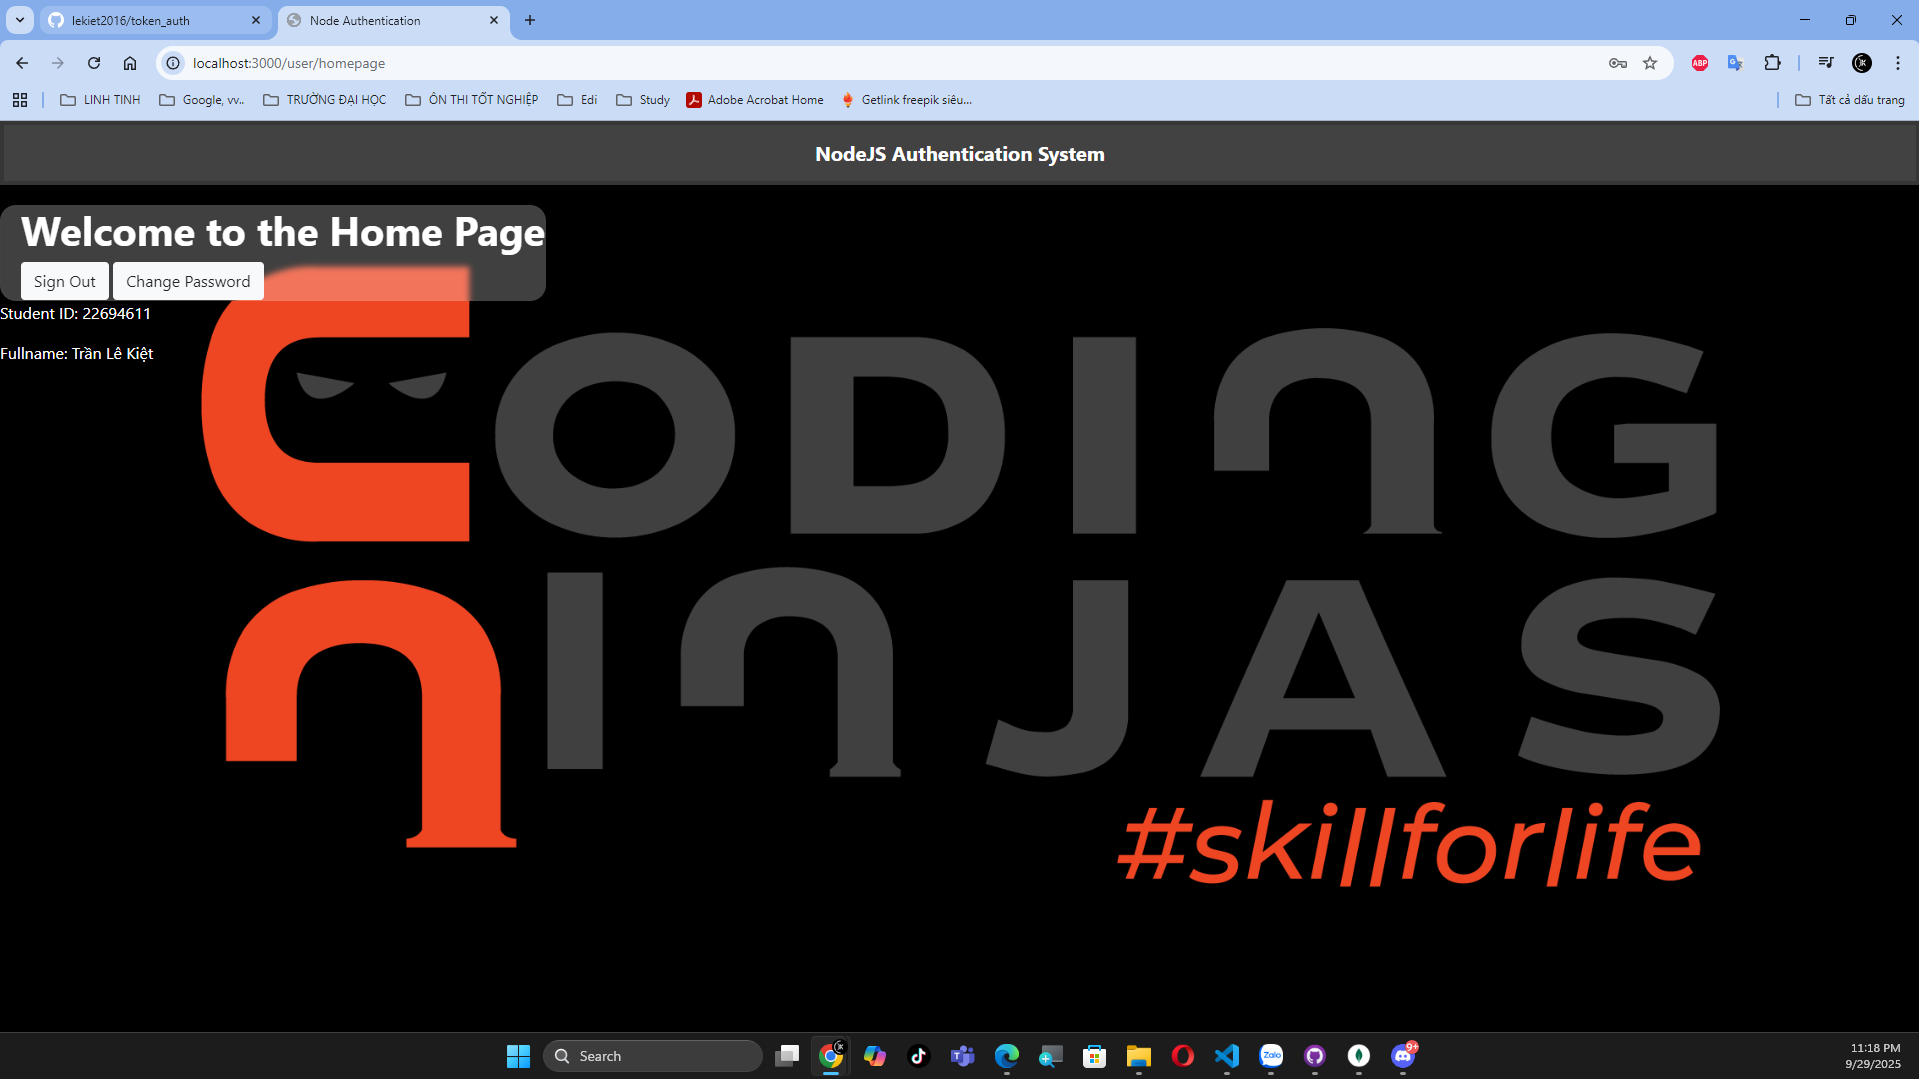 lekiet2016/token_auth
Node Authentication
localhost:3000/user/homepage
ABP
LINH TINH
Google, vv..
TRƯỜNG ĐẠI HỌC
ÔN THI TỐT NGHIỆP
Edi
Study
Adobe Acrobat Home
Getlink freepik siêu...
Tất cả dấu trang
NodeJS Authentication System
Welcome to the Home Page
Sign Out
Change Password
Student ID: 22694611
Fullname: Trần Lê Kiệt
CODING
NINJAS
#skillforlife
Search
Zalo
9+
11:18 PM
9/29/2025